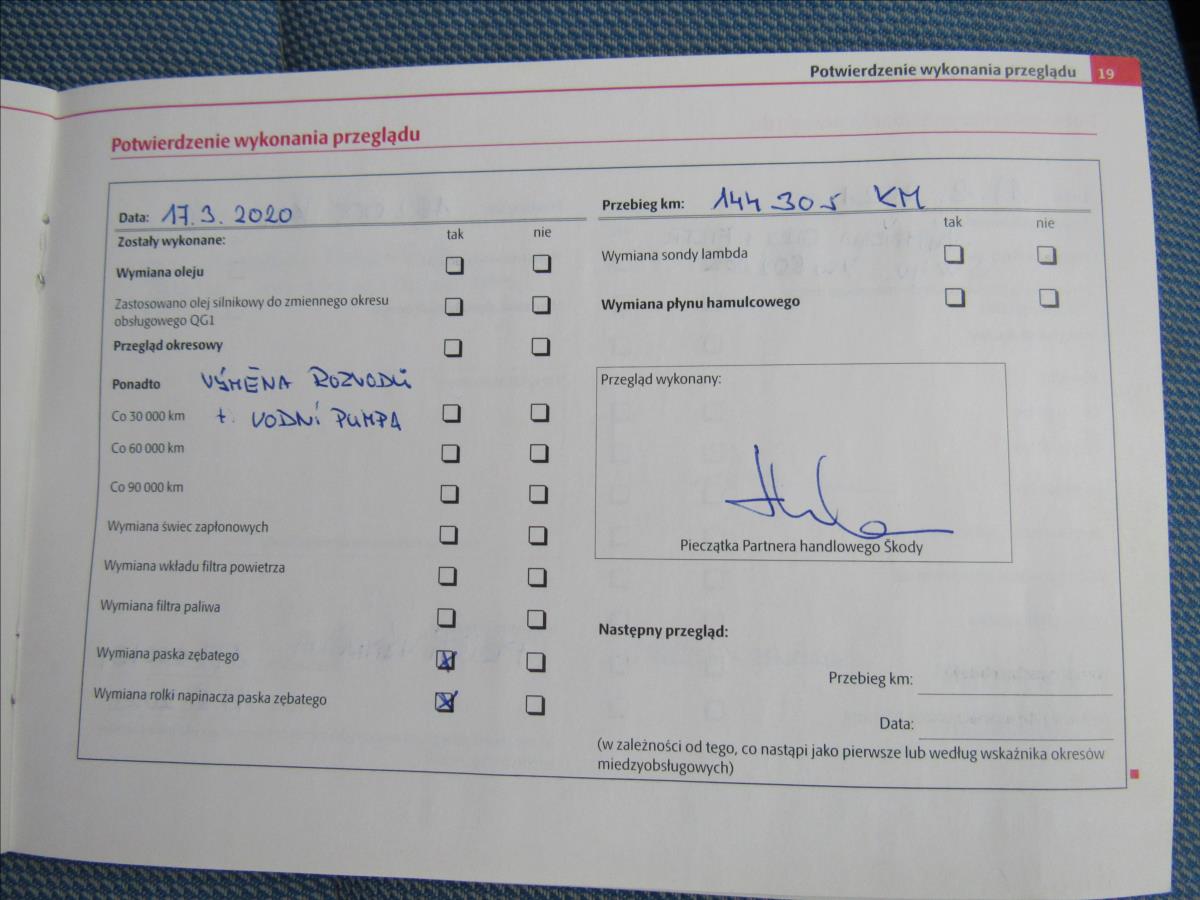 Potwierdzenie wykonania przeglądu 19
Potwierdzenie wykonania przeglądu
Data: 17.3.2020
Zostały wykonane: tak nie
Wymiana oleju
Zastosowano olej silnikowy do zmiennego okresu
obsługowego QG1
Przegląd okresowy
Ponadto VÝMĚNA ROZVODŮ
Co 30 000 km + VODNÍ PUMPA
Co 60 000 km
Co 90 000 km
Wymiana świec zapłonowych
Wymiana wkładu filtra powietrza
Wymiana filtra paliwa
Wymiana paska zębatego
Wymiana rolki napinacza paska zębatego
Przebieg km: 144 305 KM
tak nie
Wymiana sondy lambda
Wymiana płynu hamulcowego
Przegląd wykonany:
Pieczątka Partnera handlowego Škody
Następny przegląd:
Przebieg km:
Data:
(w zależności od tego, co nastąpi jako pierwsze lub według wskaźnika okresów
miedzyobsługowych)